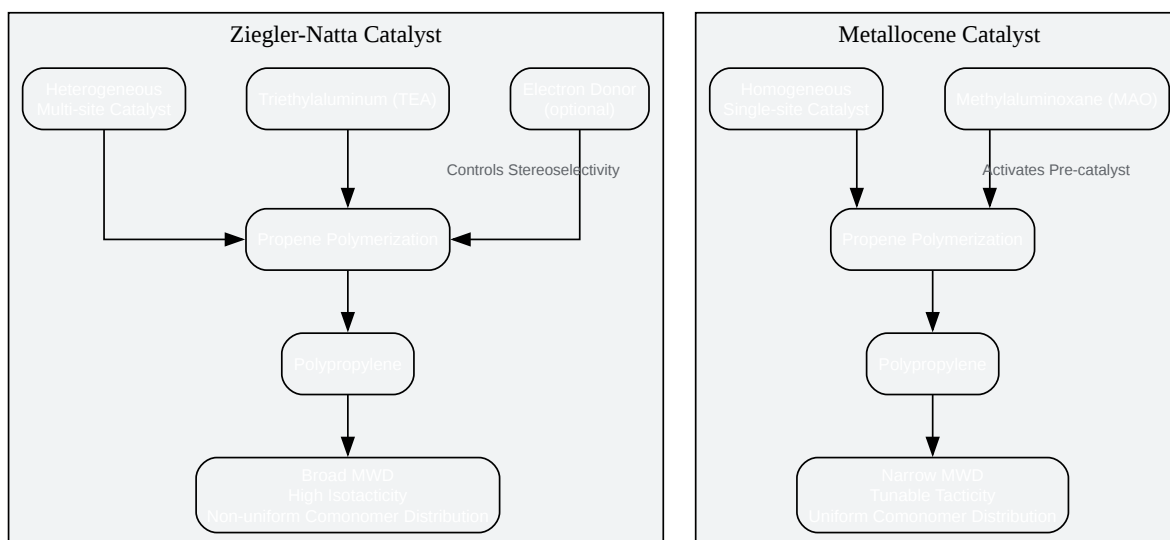 Ziegler-Natta Catalyst
Heterogeneous
Multi-site Catalyst
Triethylaluminum (TEA)
Electron Donor
(optional)
Controls Stereoselectivity
Propene Polymerization
Polypropylene
Broad MWD
High Isotacticity
Non-uniform Comonomer Distribution
Metallocene Catalyst
Homogeneous
Single-site Catalyst
Methylaluminoxane (MAO)
Activates Pre-catalyst
Propene Polymerization
Polypropylene
Narrow MWD
Tunable Tacticity
Uniform Comonomer Distribution